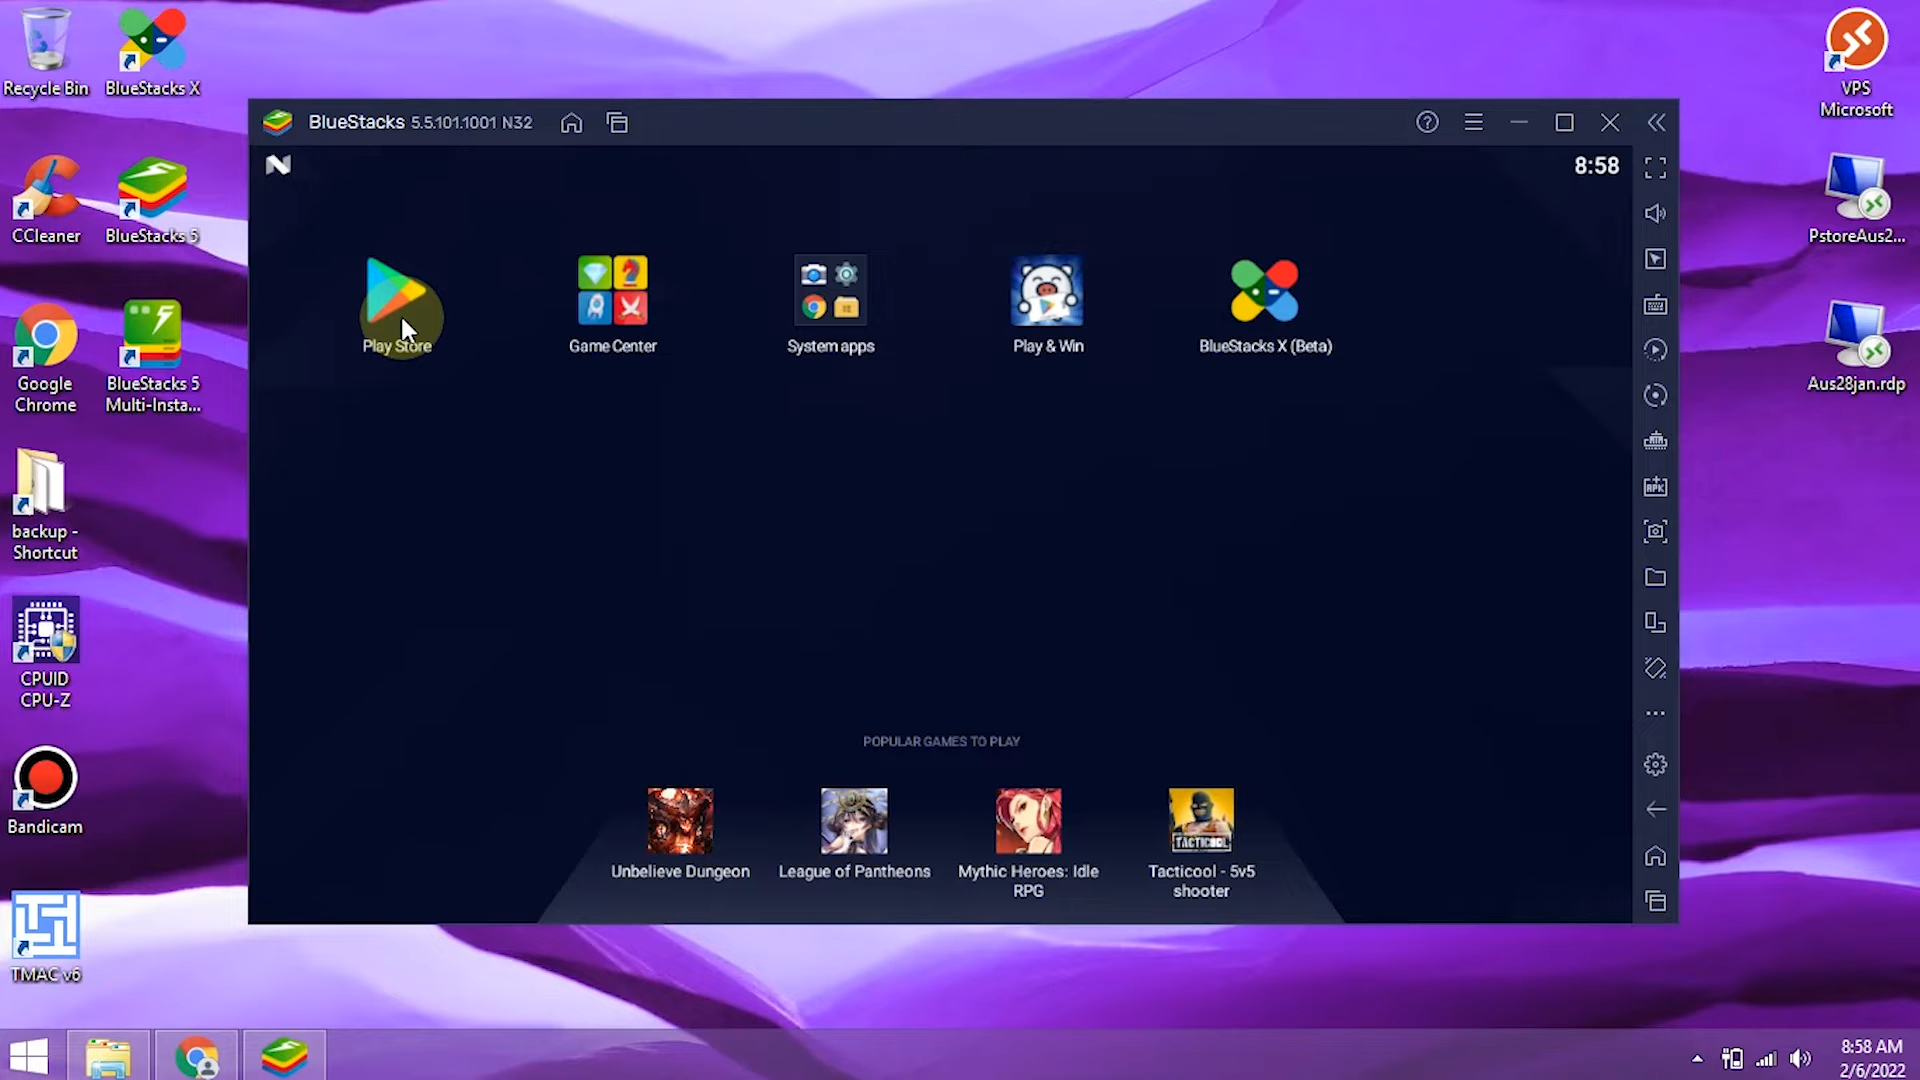 Recycle Bin
BlueStacks X
CCleaner
BlueStacks 5
Google
Chrome
BlueStacks 5
Multi-Insta...
backup -
Shortcut
CPUID
CPU-Z
Bandicam
TMAC v6
BlueStacks 5.5.101.1001 N32
8:58
Play Store
Game Center
System apps
Play & Win
BlueStacks X (Beta)
APK
POPULAR GAMES TO PLAY
TACTICOOL
Unbelieve Dungeon
League of Pantheons
Mythic Heroes: Idle
RPG
Tacticool - 5v5
shooter
VPS
Microsoft
PstoreAus2...
Aus28jan.rdp
8:58 AM
2/6/2022